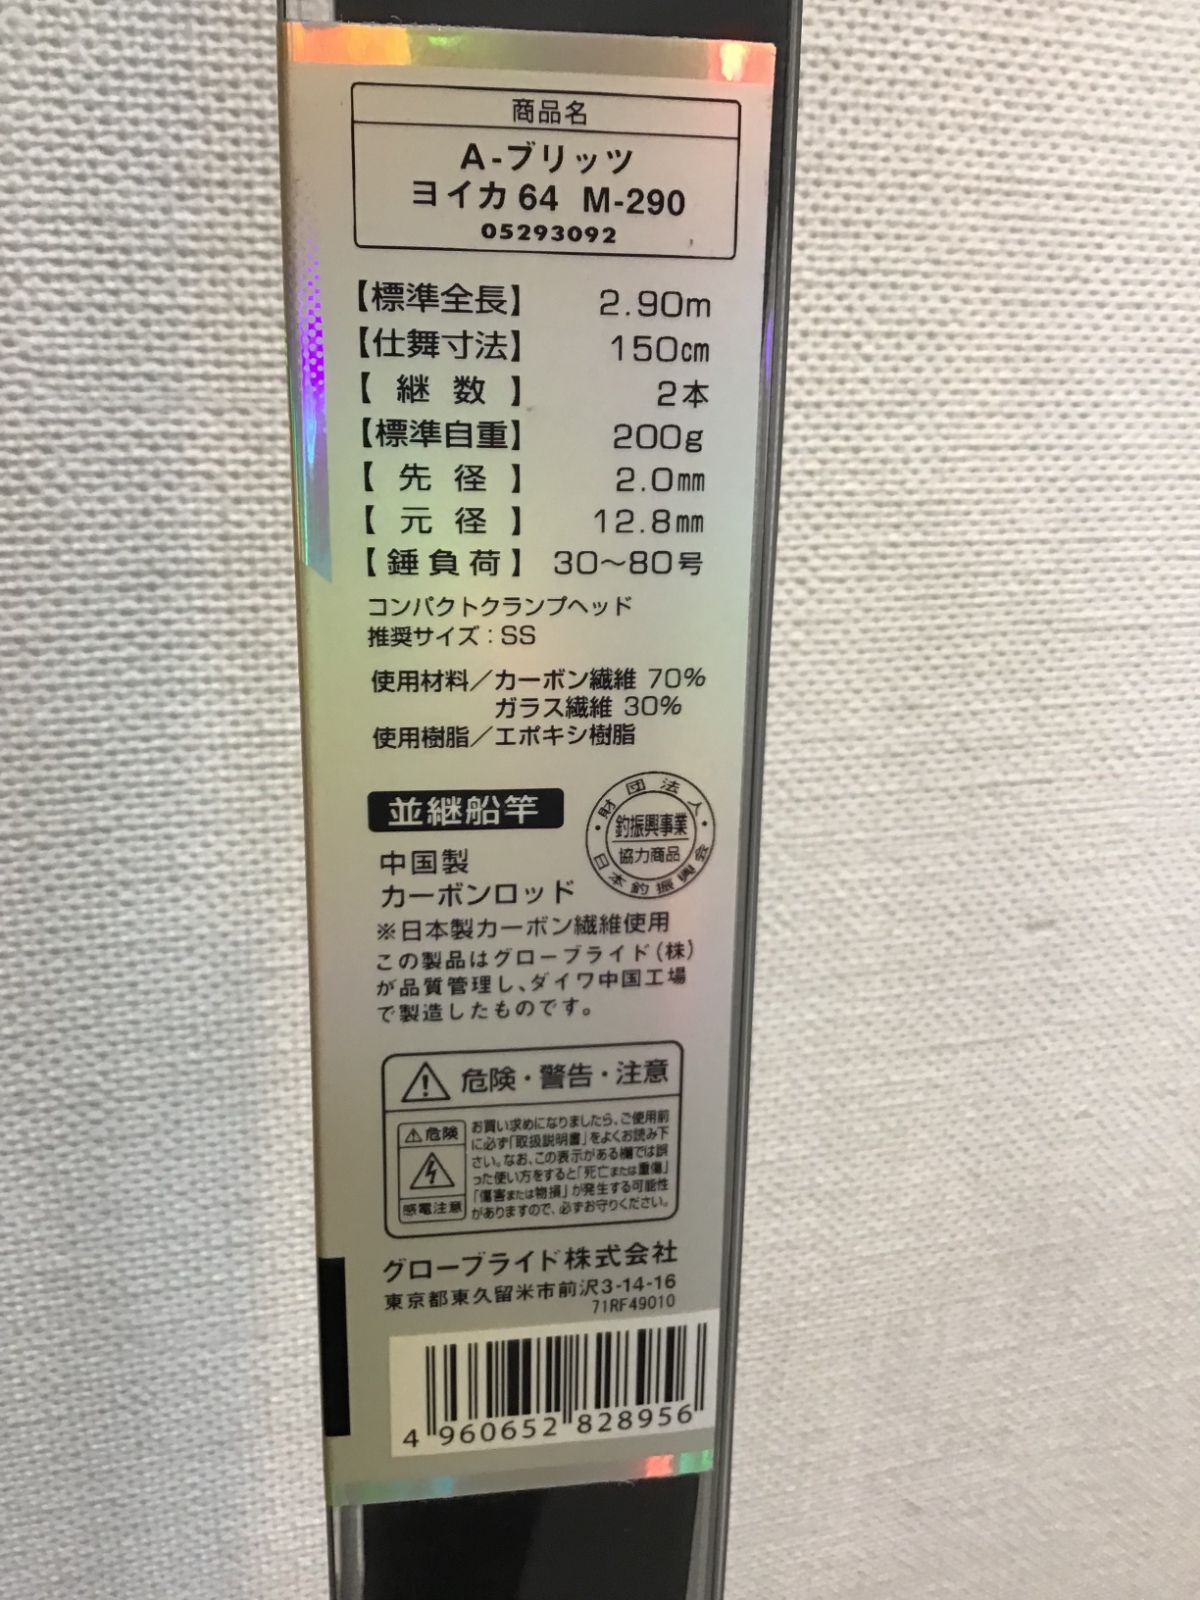 商品名
A-ブリッツ
ヨイカ64 M-290
05293092
【標準全長】 2.90m
【仕舞寸法】 150㎝
【継数】 2本
【標準自重】 200g
【先径】 2.0㎜
【元径】 12.8㎜
【錘負荷】 30～80号
コンパクトクランプヘッド
推奨サイズ：SS
使用材料／カーボン繊維 70%
ガラス繊維 30%
使用樹脂／エポキシ樹脂
並継船竿
財団法人
釣振興事業
協力商品
日本釣振興会
中国製
カーボンロッド
※日本製カーボン繊維使用
この製品はグローブライド(株)
が品質管理し、ダイワ中国工場
で製造したものです。
危険・警告・注意
危険
感電注意
お買い求めになりましたら、ご使用前
に必ず「取扱説明書」をよくお読み下
さい。なお、この表示がある欄では誤
った使い方をすると「死亡または重傷」
「傷害または物損」が発生する可能性
がありますので、必ずお守りください。
グローブライド株式会社
東京都東久留米市前沢3-14-16
71RF49010
4 960652 828956